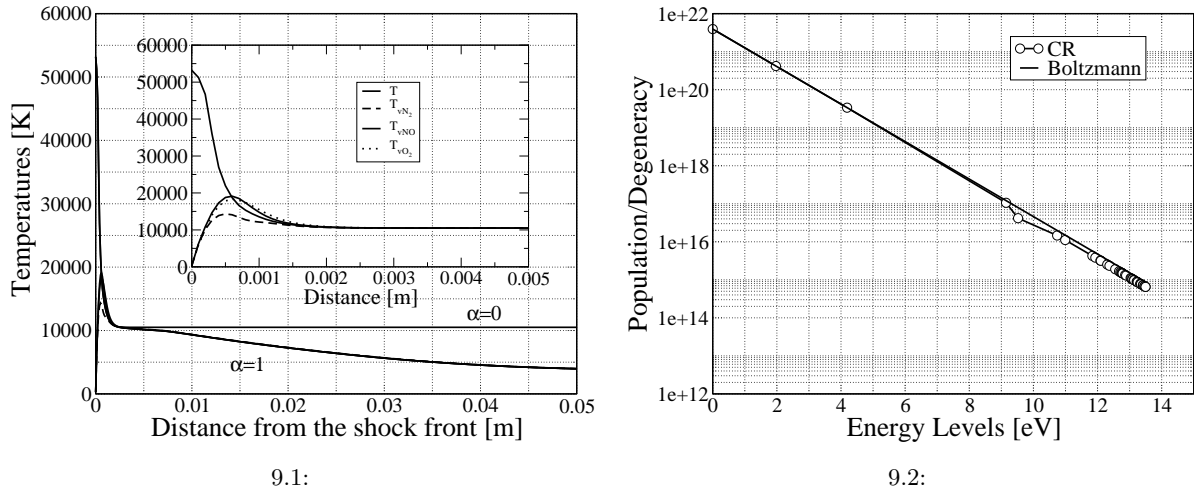 60000
50000
40000
30000
20000
10000
0
Temperatures [K]
0
0.01
0.02
0.03
0.04
0.05
Distance from the shock front [m]
60000
50000
40000
30000
20000
10000
0
0
0.001
0.002
0.003
0.004
0.005
Distance [m]
T
T_vN₂
T_vNO
T_vO₂
α=0
α=1
9.1:
1e+22
1e+20
1e+18
1e+16
1e+14
1e+12
Population/Degeneracy
0
2
4
6
8
10
12
14
Energy Levels [eV]
CR
Boltzmann
9.2: